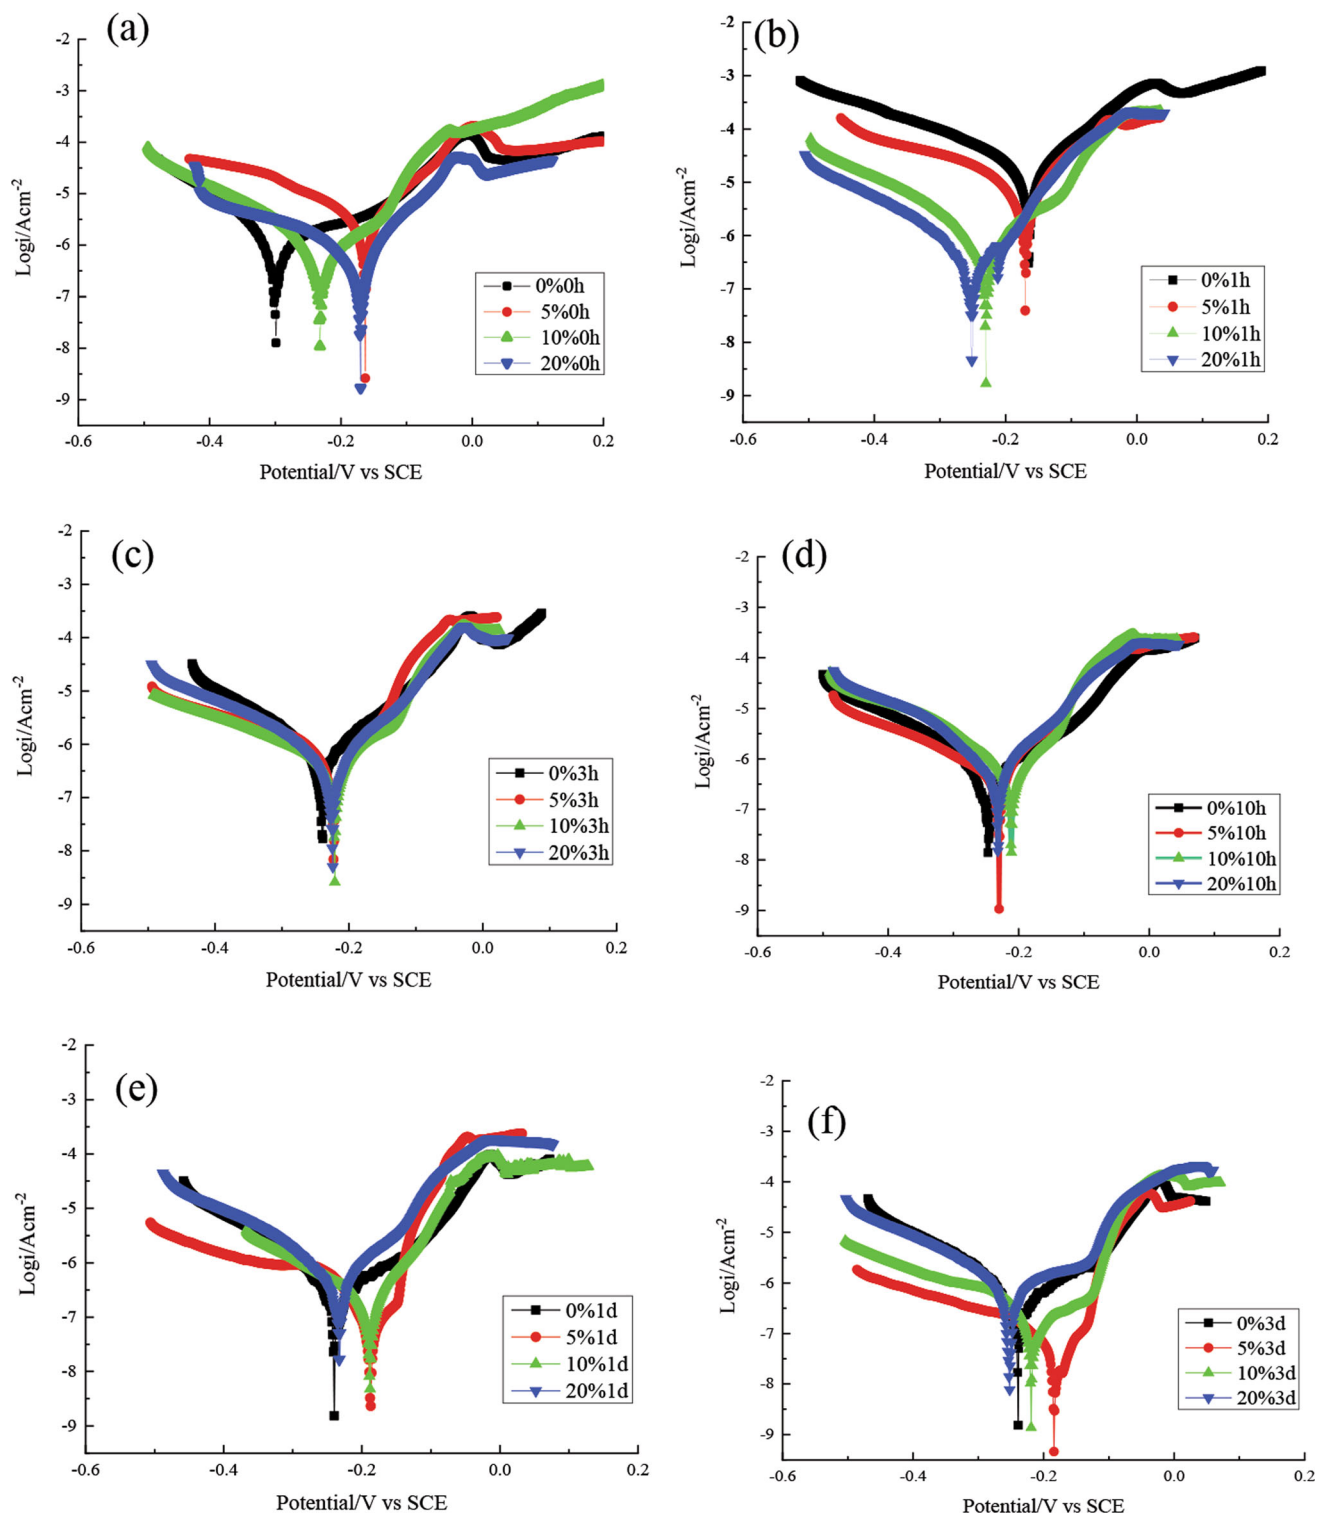 (a)
-2
-3
-4
-5
-6
-7
-8
-9
Logi/Acm-2
-0.6
-0.4
-0.2
0.0
0.2
Potential/V vs SCE
0%0h
5%0h
10%0h
20%0h
(b)
-2
-3
-4
-5
-6
-7
-8
-9
Logi/Acm-2
-0.6
-0.4
-0.2
0.0
0.2
Potential/V vs SCE
0%1h
5%1h
10%1h
20%1h
(c)
-2
-3
-4
-5
-6
-7
-8
-9
Logi/Acm-2
-0.4
-0.2
0.0
0.2
Potential/V vs SCE
0%3h
5%3h
10%3h
20%3h
(d)
-2
-3
-4
-5
-6
-7
-8
-9
Logi/Acm-2
-0.6
-0.4
-0.2
0.0
0.2
Potential/V vs SCE
0%10h
5%10h
10%10h
20%10h
(e)
-2
-3
-4
-5
-6
-7
-8
-9
Logi/Acm-2
-0.6
-0.4
-0.2
0.0
0.2
Potential/V vs SCE
0%1d
5%1d
10%1d
20%1d
(f)
-2
-3
-4
-5
-6
-7
-8
-9
Logi/Acm-2
-0.6
-0.4
-0.2
0.0
0.2
Potential/V vs SCE
0%3d
5%3d
10%3d
20%3d